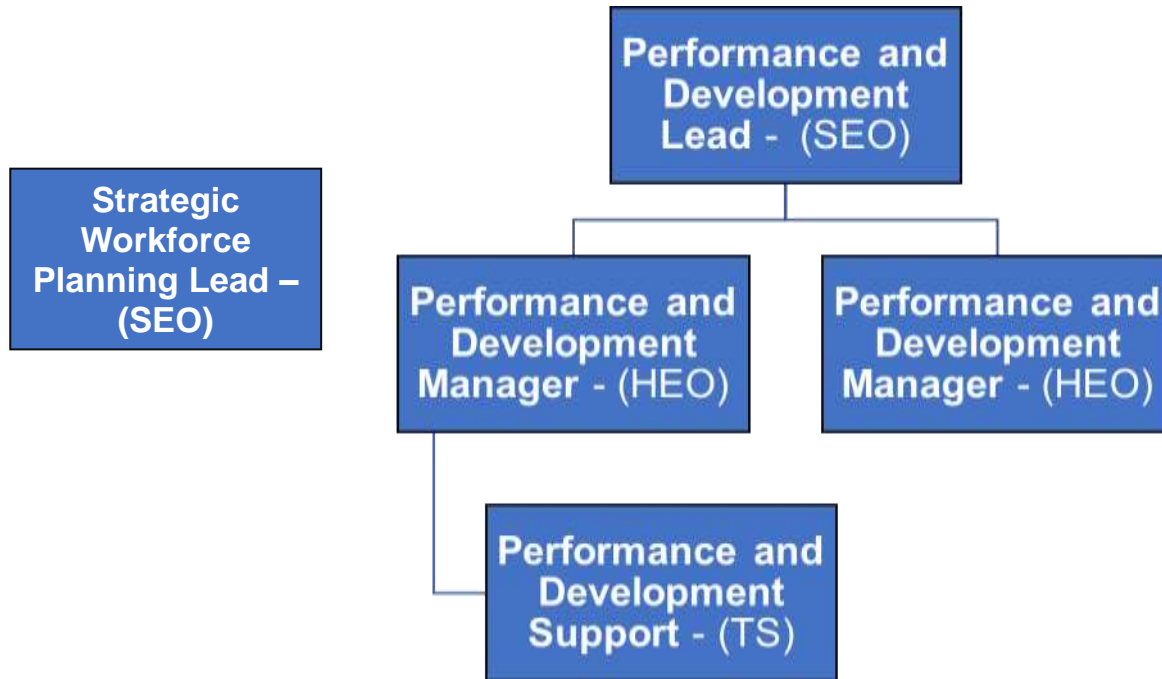 Performance and
Development
Lead - (SEO)
Strategic
Workforce
Planning Lead –
(SEO)
Performance and
Development
Manager - (HEO)
Performance and
Development
Manager - (HEO)
Performance and
Development
Support - (TS)